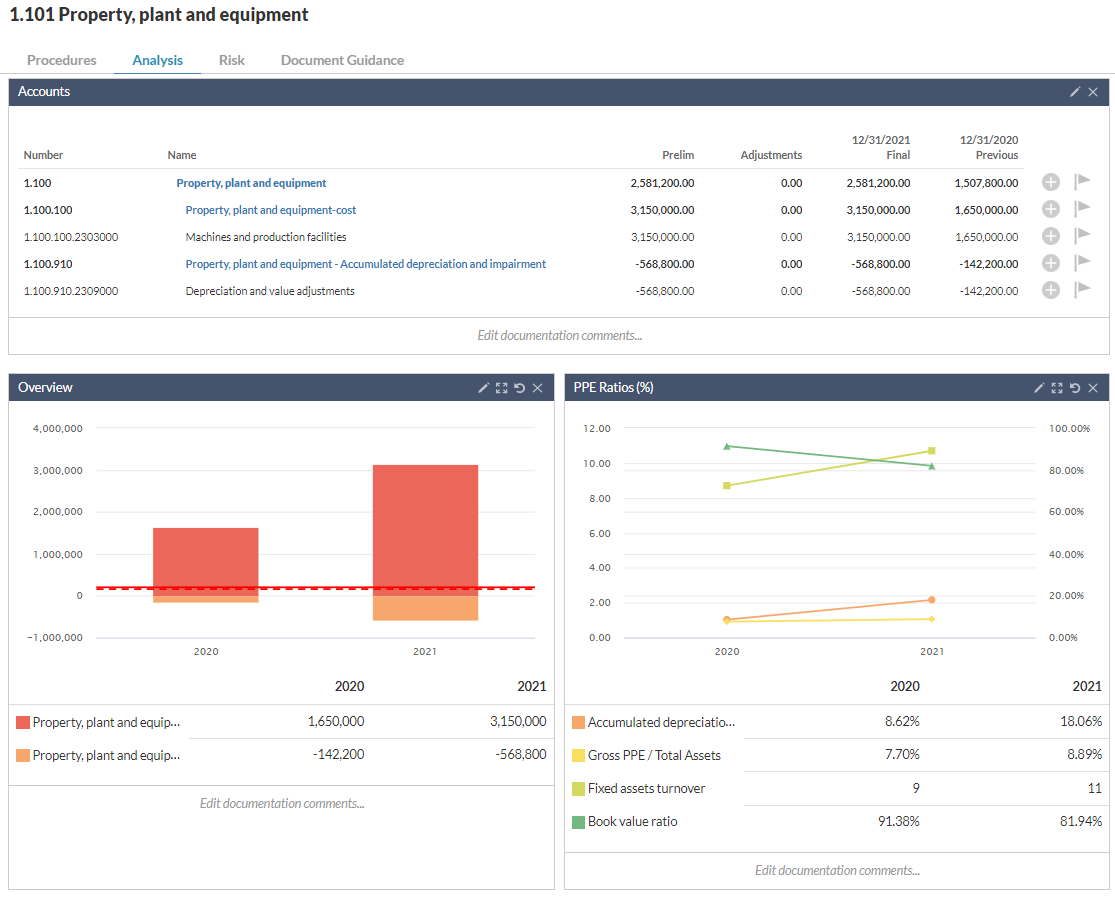 1.101 Property, plant and equipment
Procedures Analysis Risk Document Guidance
Accounts
12/31/2021 12/31/2020
Number Name Prelim Adjustments Final Previous
1.100 Property, plant and equipment 2,581,200.00 0.00 2,581,200.00 1,507,800.00
1.100.100 Property, plant and equipment-cost 3,150,000.00 0.00 3,150,000.00 1,650,000.00
1.100.100.2303000 Machines and production facilities 3,150,000.00 0.00 3,150,000.00 1,650,000.00
1.100.910 Property, plant and equipment - Accumulated depreciation and impairment -568,800.00 0.00 -568,800.00 -142,200.00
1.100.910.2309000 Depreciation and value adjustments -568,800.00 0.00 -568,800.00 -142,200.00
Edit documentation comments...
Overview
4,000,000
3,000,000
2,000,000
1,000,000
0
-1,000,000
2020 2021
2020 2021
Property, plant and equip... 1,650,000 3,150,000
Property, plant and equip... -142,200 -568,800
Edit documentation comments...
PPE Ratios (%)
12.00 100.00%
10.00 80.00%
8.00 60.00%
6.00
4.00 40.00%
2.00 20.00%
0.00 0.00%
2020 2021
2020 2021
Accumulated depreciatio... 8.62% 18.06%
Gross PPE / Total Assets 7.70% 8.89%
Fixed assets turnover 9 11
Book value ratio 91.38% 81.94%
Edit documentation comments...